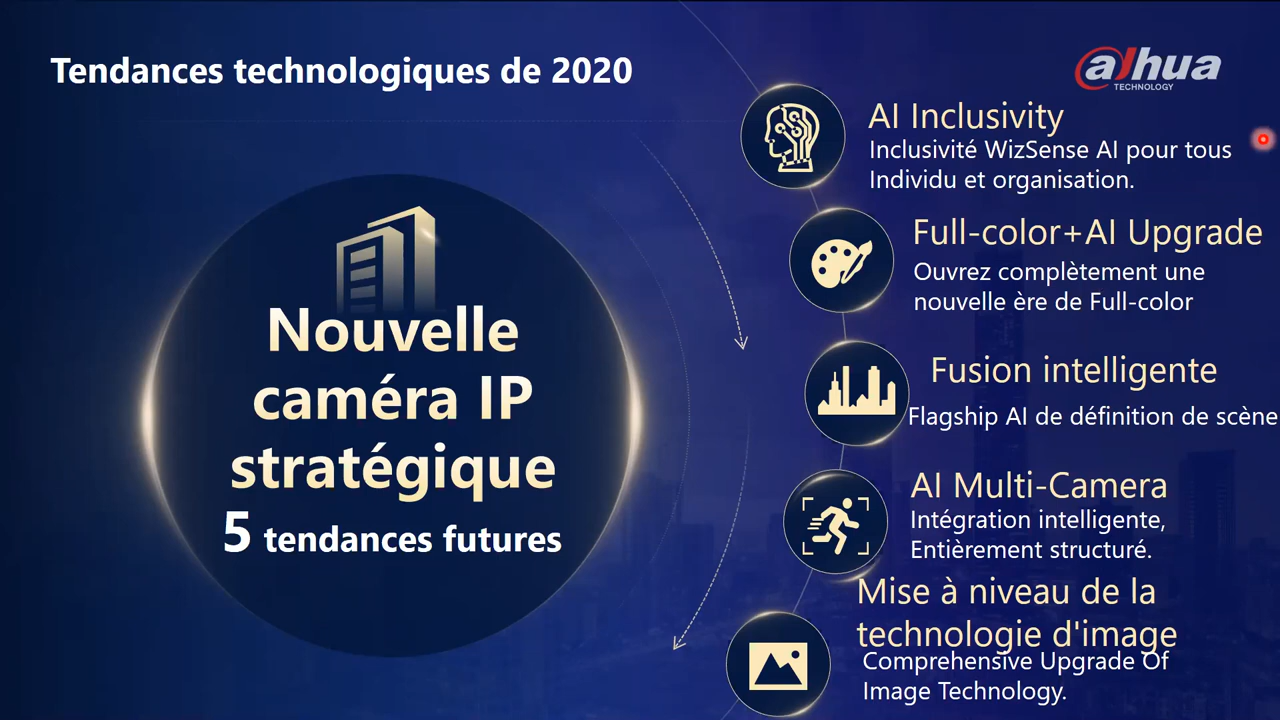 Tendances technologiques de 2020
alhua
TECHNOLOGY
AI Inclusivity
Inclusivité WizSense AI pour tous
Individu et organisation.
Full-color+AI Upgrade
Ouvrez complètement une
nouvelle ère de Full-color
Fusion intelligente
Flagship AI de définition de scène
AI Multi-Camera
Intégration intelligente,
Entièrement structuré.
Mise à niveau de la
technologie d'image
Comprehensive Upgrade Of
Image Technology.
Nouvelle
caméra IP
stratégique
5 tendances futures